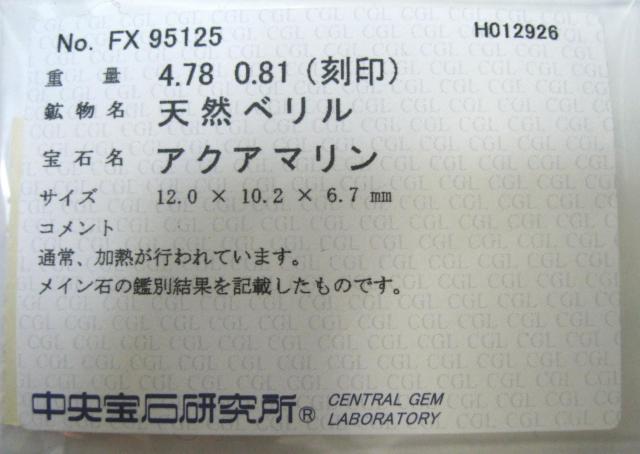 No. FX 95125 H012926
重量 4.78 0.81（刻印）
鉱物名 天然ベリル
宝石名 アクアマリン
サイズ 12.0 × 10.2 × 6.7 mm
コメント
通常、加熱が行われています。
メイン石の鑑別結果を記載したものです。
中央宝石研究所® CENTRAL GEM
LABORATORY